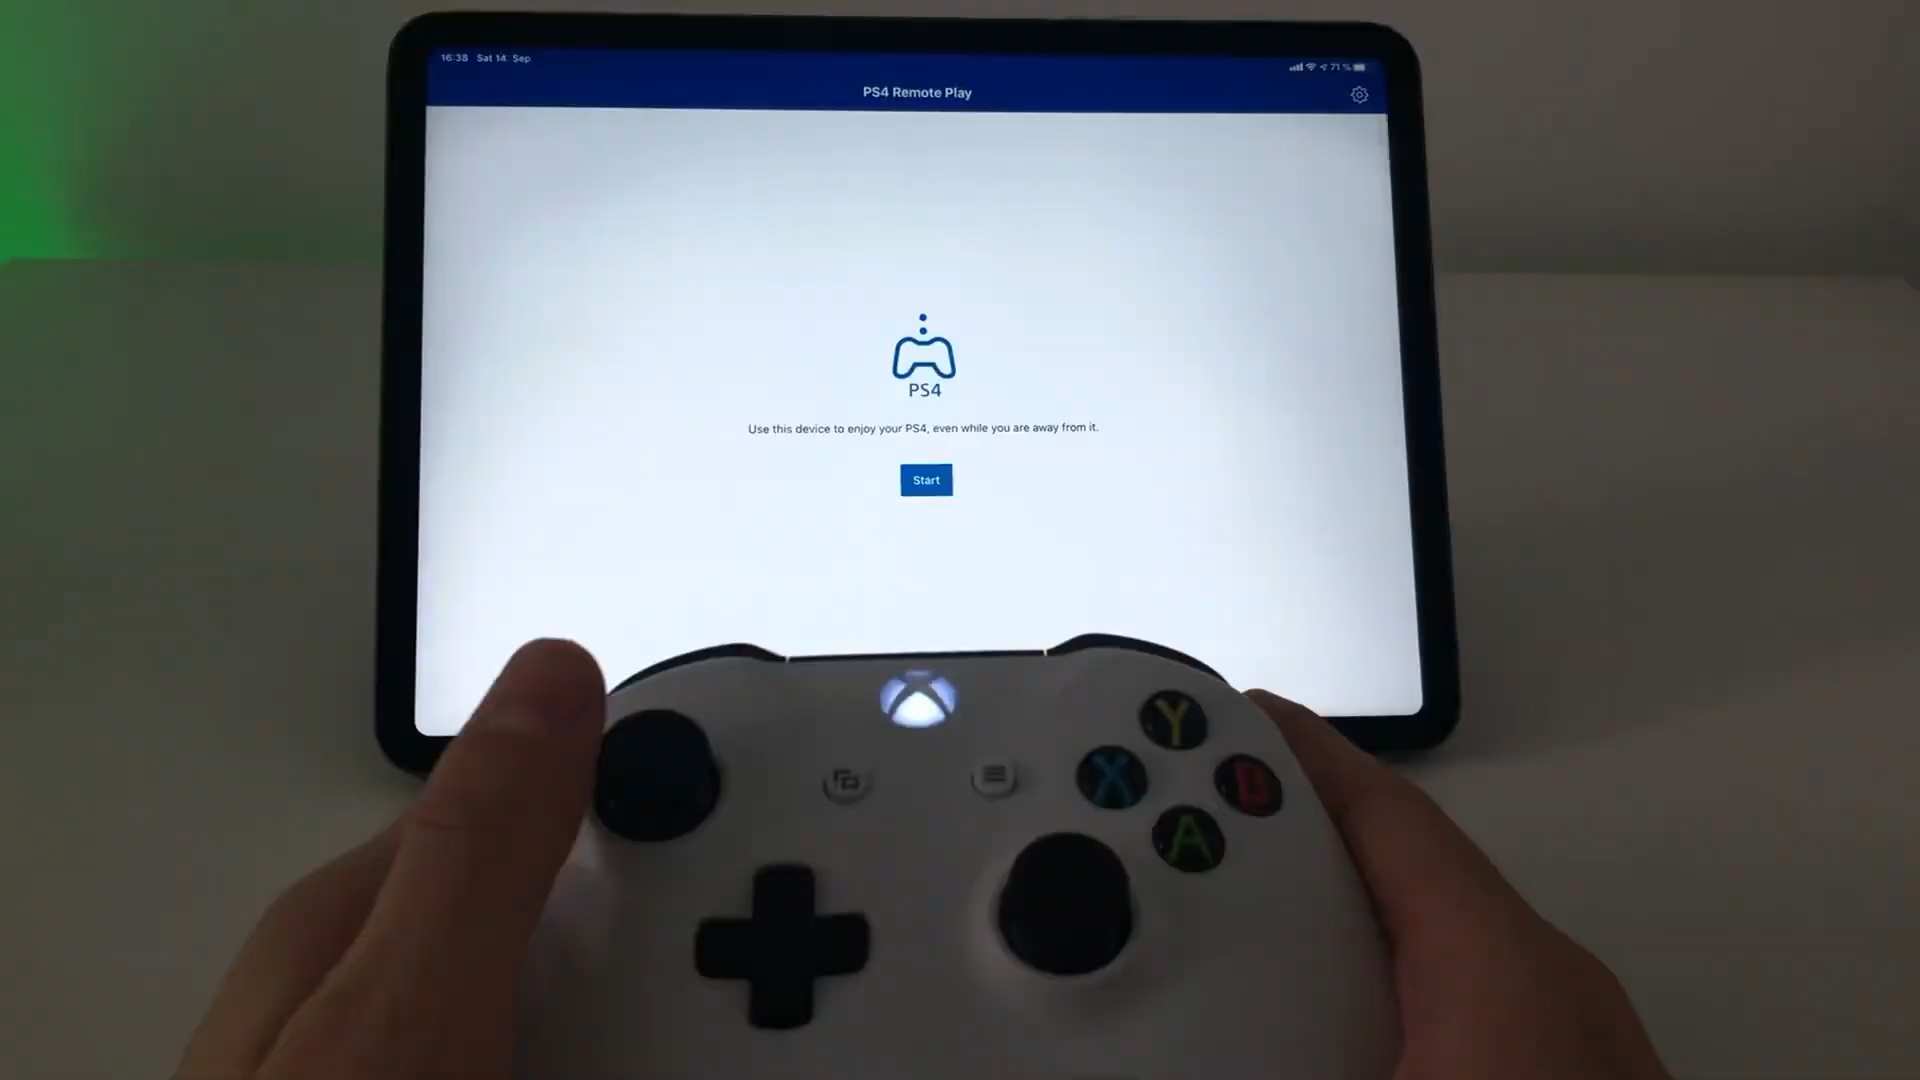 16:38 Sat 14. Sep
71 %
PS4 Remote Play
PS4
Use this device to enjoy your PS4, even while you are away from it.
Start
Y
X
B
A